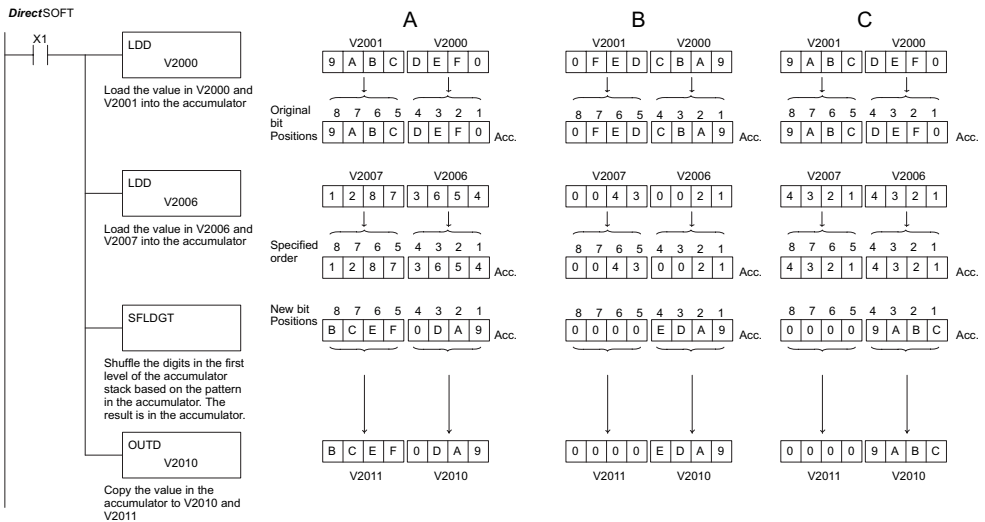 DirectSOFT
A B C
X1
LDD
V2000
Load the value in V2000 and
V2001 into the accumulator
V2001 V2000 V2001 V2000 V2001 V2000
9 A B C D E F 0 0 F E D C B A 9 9 A B C D E F 0
Original
bit
Positions
8 7 6 5 4 3 2 1 8 7 6 5 4 3 2 1 8 7 6 5 4 3 2 1
9 A B C D E F 0 Acc. 0 F E D C B A 9 Acc. 9 A B C D E F 0 Acc.
LDD
V2006
Load the value in V2006 and
V2007 into the accumulator
V2007 V2006 V2007 V2006 V2007 V2006
1 2 8 7 3 6 5 4 0 0 4 3 0 0 2 1 4 3 2 1 4 3 2 1
Specified
order
8 7 6 5 4 3 2 1 8 7 6 5 4 3 2 1 8 7 6 5 4 3 2 1
1 2 8 7 3 6 5 4 Acc. 0 0 4 3 0 0 2 1 Acc. 4 3 2 1 4 3 2 1 Acc.
SFLDGT
Shuffle the digits in the first
level of the accumulator
stack based on the pattern
in the accumulator. The
result is in the accumulator.
New bit
Positions
8 7 6 5 4 3 2 1 8 7 6 5 4 3 2 1 8 7 6 5 4 3 2 1
B C E F 0 D A 9 Acc. 0 0 0 0 E D A 9 Acc. 0 0 0 0 9 A B C Acc.
OUTD
V2010
Copy the value in the
accumulator to V2010 and
V2011
B C E F 0 D A 9 0 0 0 0 E D A 9 0 0 0 0 9 A B C
V2011 V2010 V2011 V2010 V2011 V2010